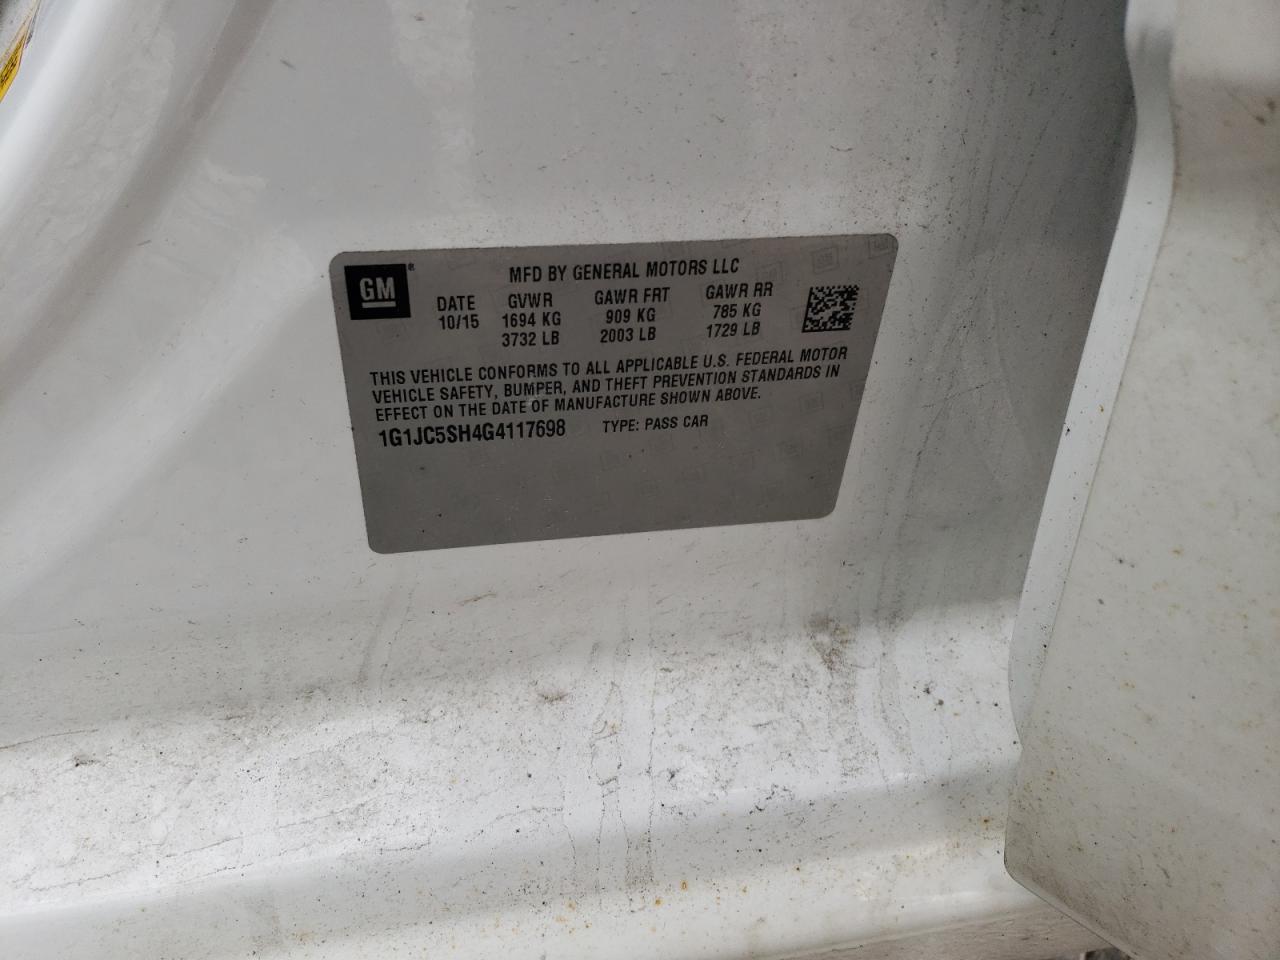 GM®
MFD BY GENERAL MOTORS LLC
DATE GVWR GAWR FRT GAWR RR
10/15 1694 KG 909 KG 785 KG
3732 LB 2003 LB 1729 LB
THIS VEHICLE CONFORMS TO ALL APPLICABLE U.S. FEDERAL MOTOR
VEHICLE SAFETY, BUMPER, AND THEFT PREVENTION STANDARDS IN
EFFECT ON THE DATE OF MANUFACTURE SHOWN ABOVE.
1G1JC5SH4G4117698 TYPE: PASS CAR